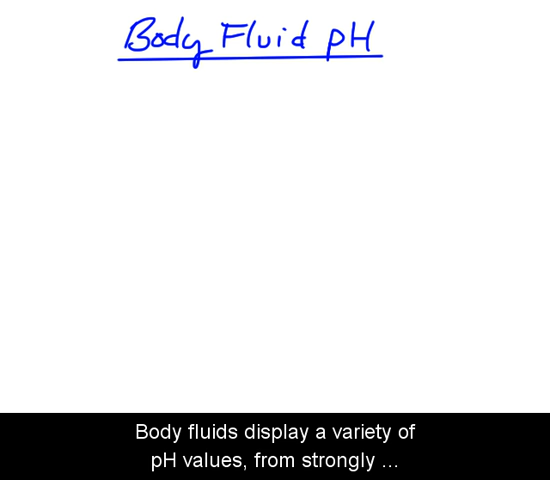 Body Fluid pH
Body fluids display a variety of
pH values, from strongly ...